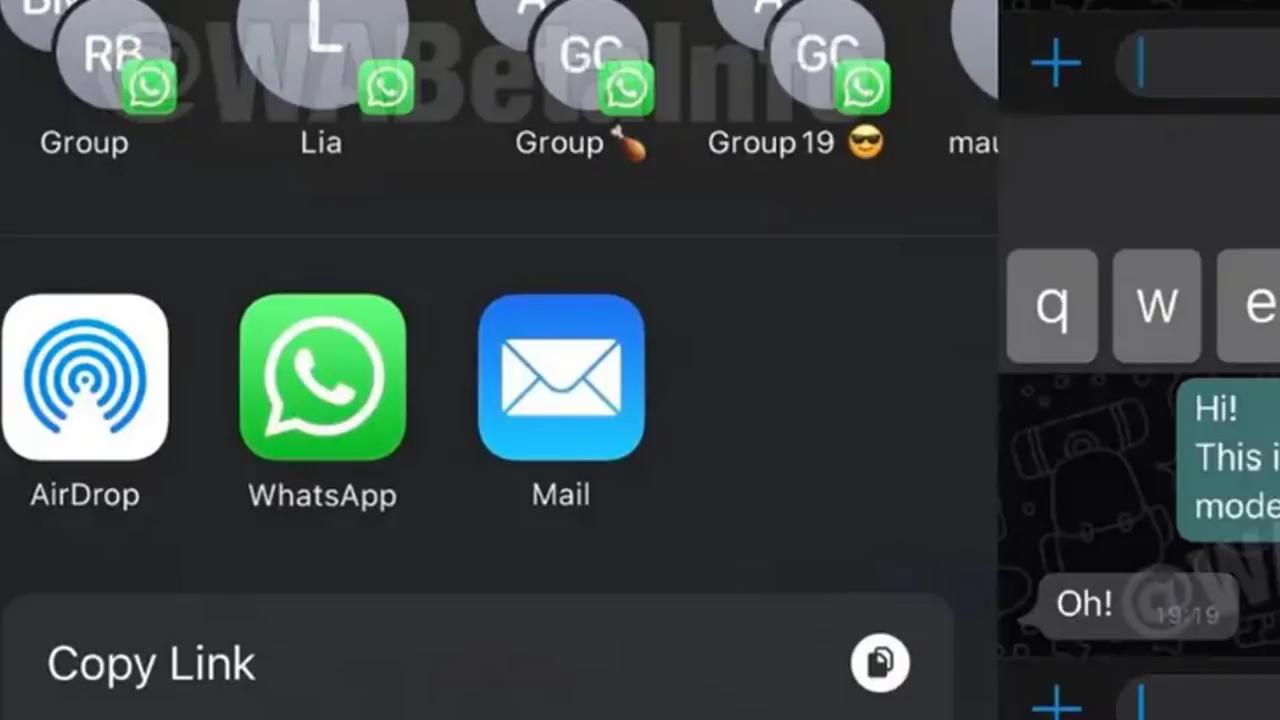 RB
L
GC
GC
@WABetaInfo
Group
Lia
Group 🍗
Group 19 😎
AirDrop
WhatsApp
Mail
Copy Link
q
w
e
Hi!
This i
mode
Oh!
19:19